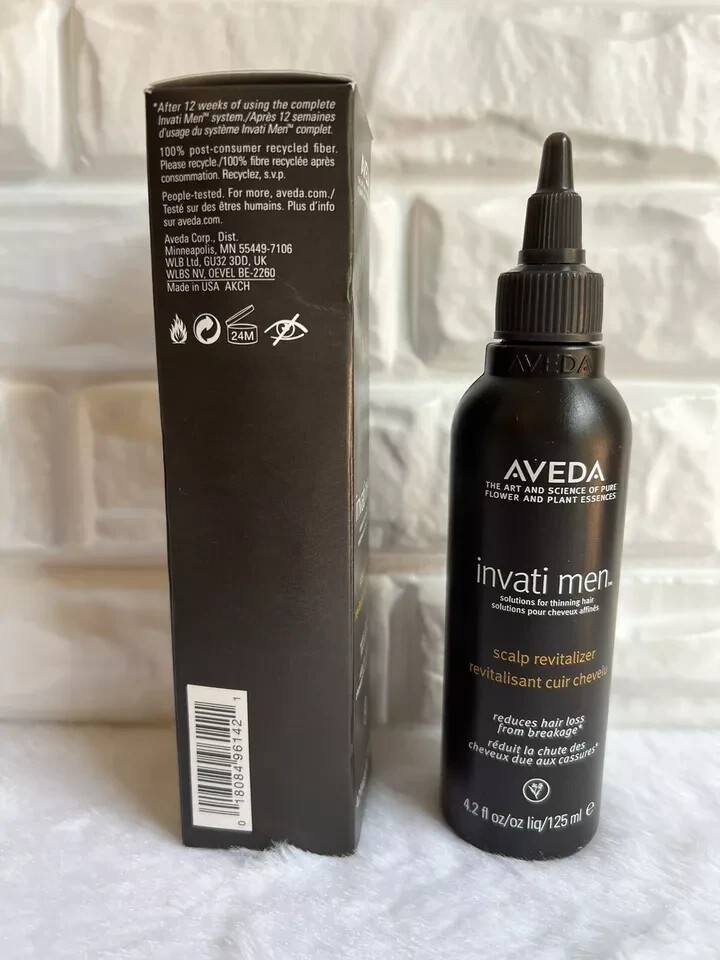 *After 12 weeks of using the complete
Invati Men™ system./Après 12 semaines
d'usage du système Invati Men™ complet.
100% post-consumer recycled fiber.
Please recycle./100% fibre recyclée après
consommation. Recyclez, s.v.p.
People-tested. For more, aveda.com./
Testé sur des êtres humains. Plus d'info
sur aveda.com.
Aveda Corp., Dist.
Minneapolis, MN 55449-7106
WLB Ltd, GU32 3DD, UK
WLBS NV, OEVEL BE-2260
Made in USA AKCH
24M
0 18084 96142 1
AVEDA
AVEDA
THE ART AND SCIENCE OF PURE
FLOWER AND PLANT ESSENCES
invati men™
solutions for thinning hair
solutions pour cheveux affinés
scalp revitalizer
revitalisant cuir chevelu
reduces hair loss
from breakage*
réduit la chute des
cheveux due aux cassures*
4.2 fl oz/oz liq/125 ml e